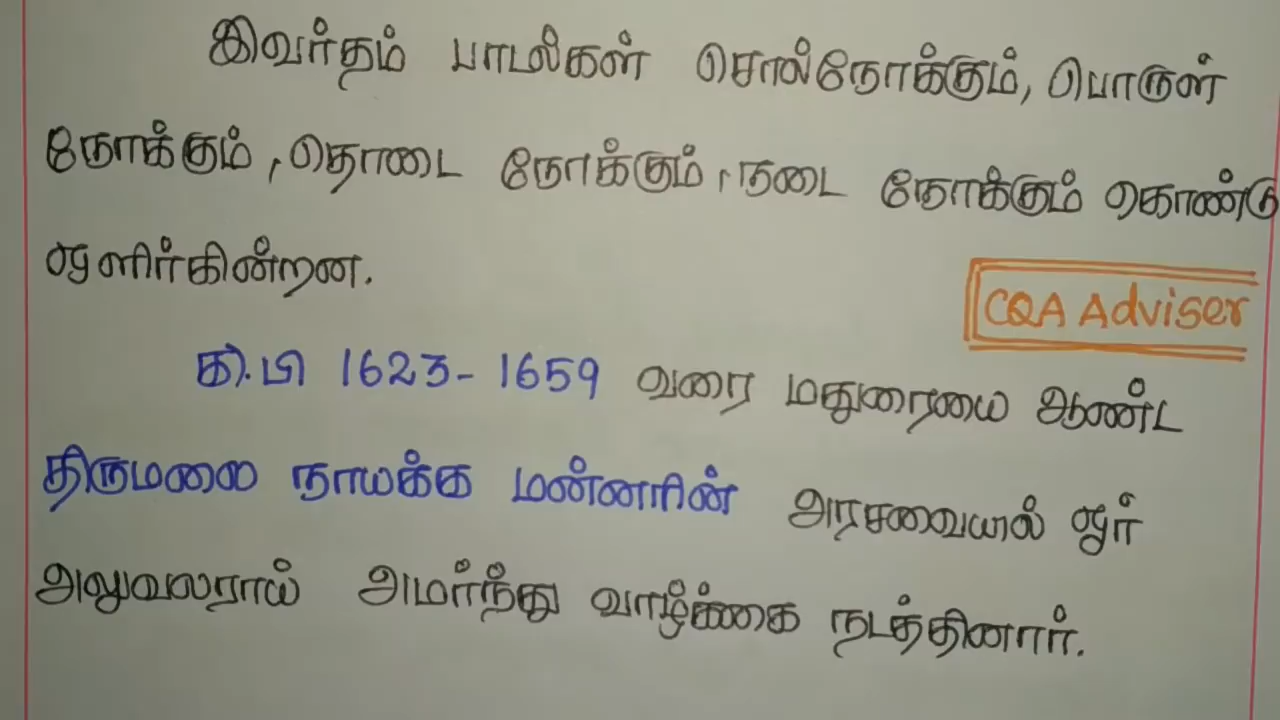 இவர்தம் பாடல்கள் சொல்நோக்கும், பொருள்
நோக்கும், தொடை நோக்கும், நடை நோக்கும் கொண்டு
ஒளிர்கின்றன.
CQA Adviser
கி.பி 1623-1659 வரை மதுரையை ஆண்ட
திருமலை நாயக்க மன்னரின் அரசவையில் ஓர்
அலுவலராய் அமர்ந்து வாழ்க்கை நடத்தினார்.